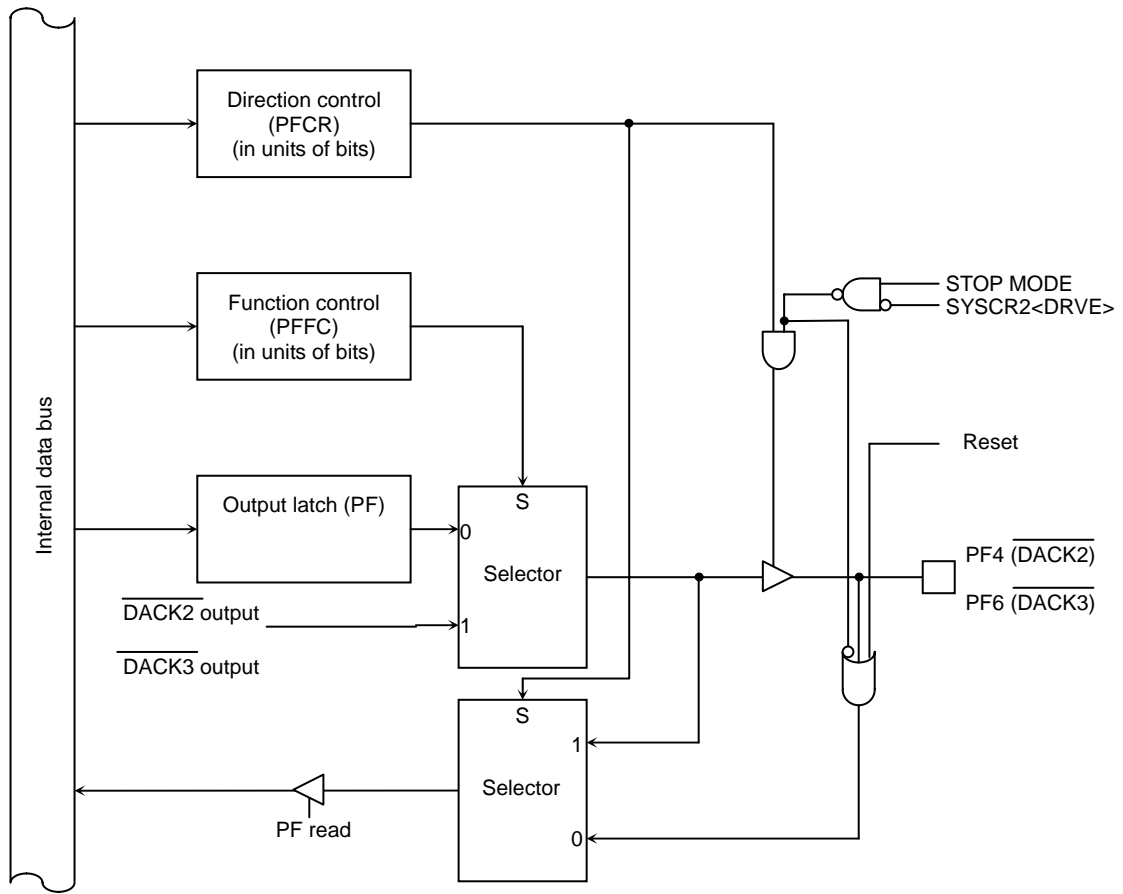 Internal data bus
Direction control
(PFCR)
(in units of bits)
Function control
(PFFC)
(in units of bits)
STOP MODE
SYSCR2<DRVE>
Reset
Output latch (PF)
S
0
Selector
1
DACK2 output
DACK3 output
PF4 (DACK2)
PF6 (DACK3)
S
1
Selector
0
PF read